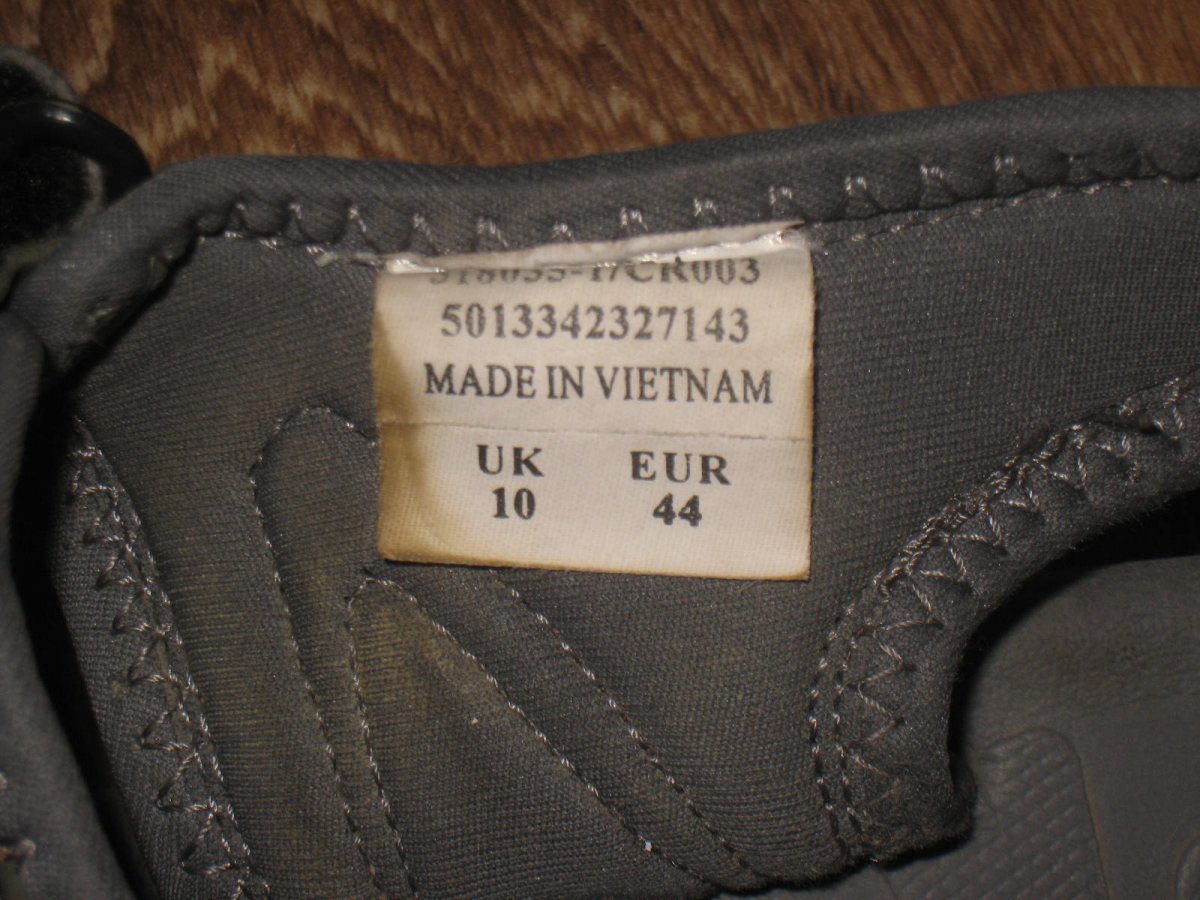 5013342327143
MADE IN VIETNAM
UK EUR
10 44